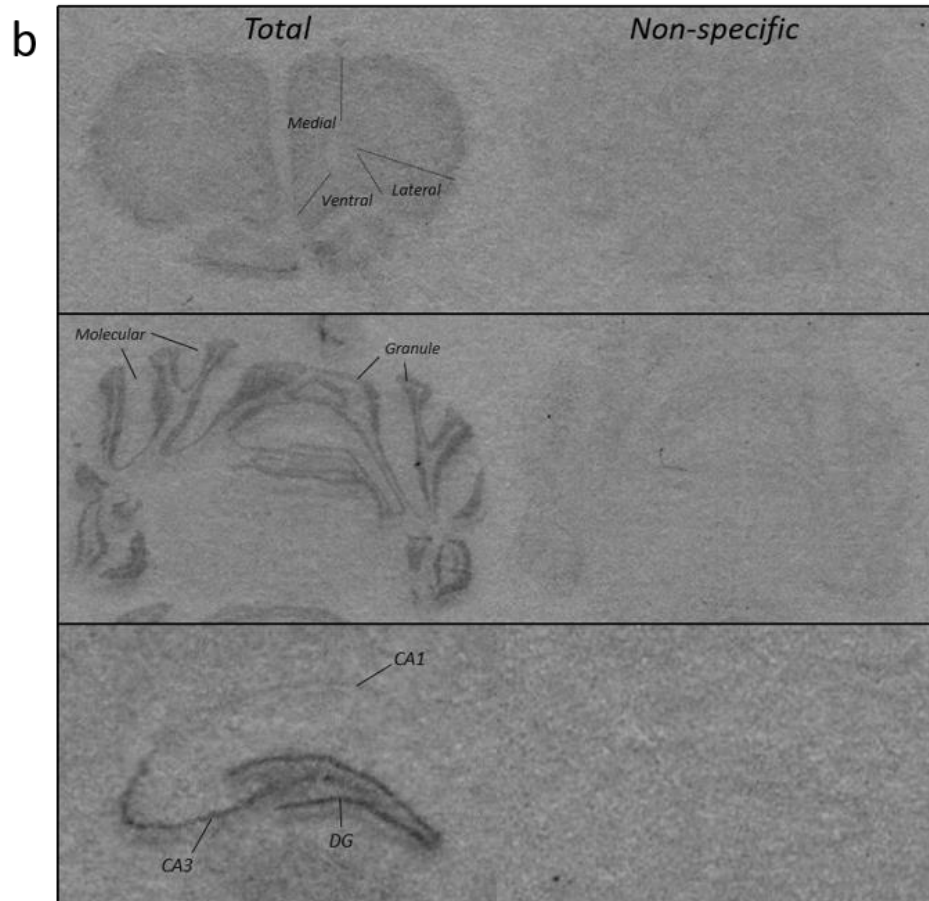 b
Total
Non-specific
Medial
Lateral
Ventral
Molecular
Granule
CA1
CA3
DG